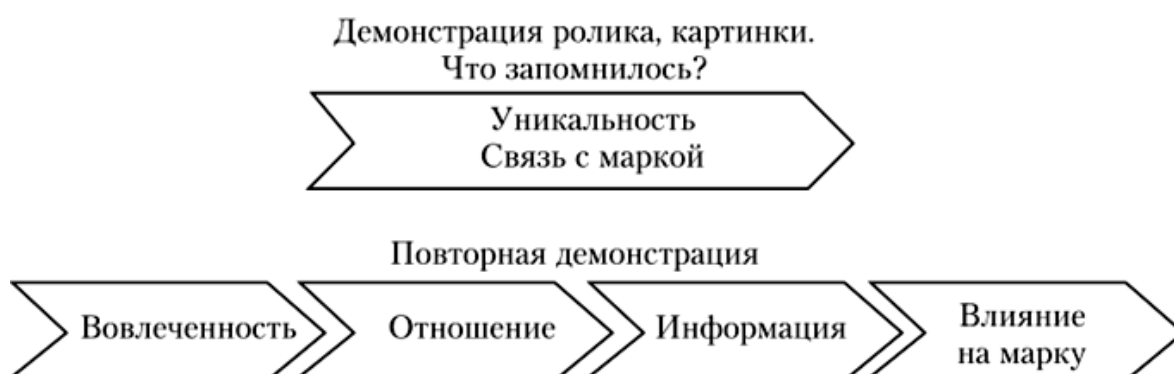 Демонстрация ролика, картинки.
Что запомнилось?
Уникальность
Связь с маркой
Повторная демонстрация
Вовлеченность
Отношение
Информация
Влияние
на марку